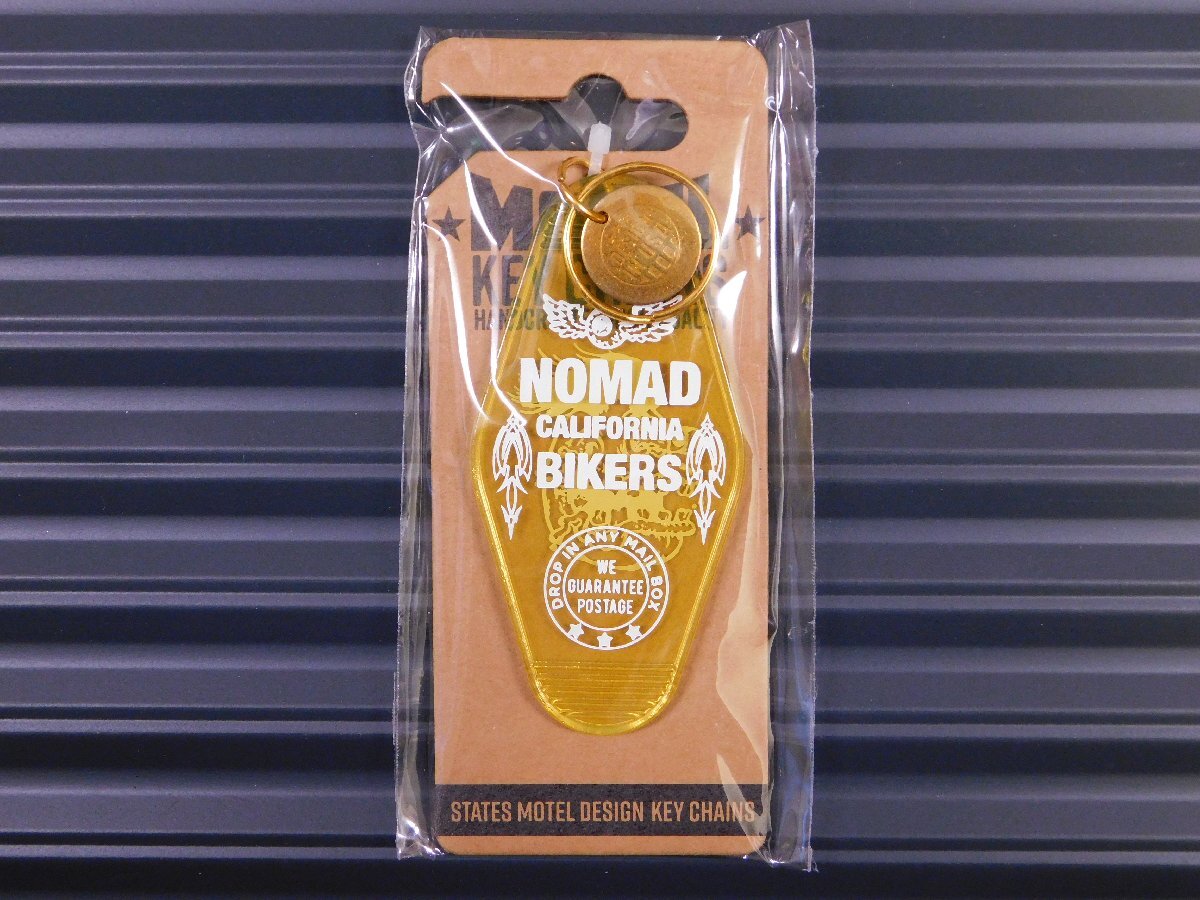 NOMAD
CALIFORNIA
BIKERS
DROP IN ANY MAIL BOX
WE
GUARANTEE
POSTAGE
STATES MOTEL DESIGN KEY CHAINS